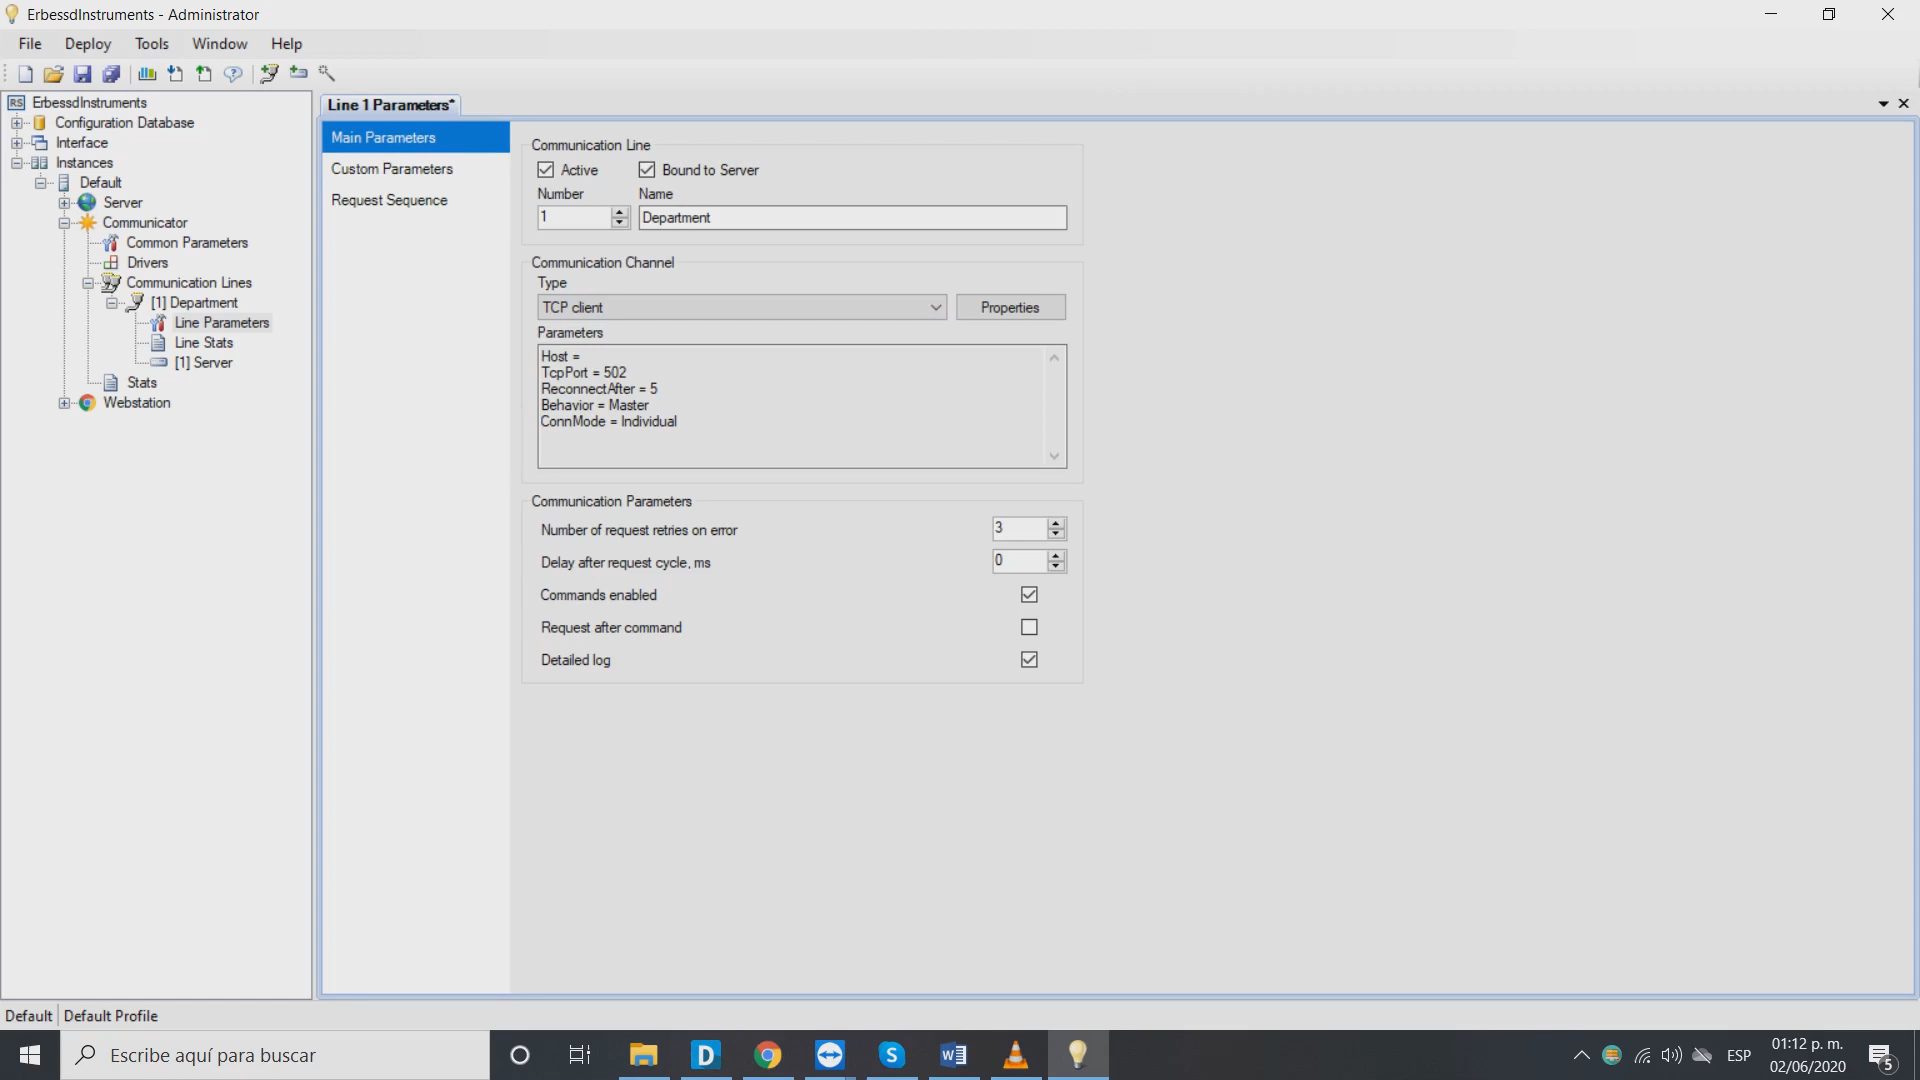 ErbessdInstruments - Administrator
File Deploy Tools Window Help
RS ErbessdInstruments
Configuration Database
Interface
Instances
Default
Server
Communicator
Common Parameters
Drivers
Communication Lines
[1] Department
Line Parameters
Line Stats
[1] Server
Stats
Webstation
Line 1 Parameters*
Main Parameters
Custom Parameters
Request Sequence
Communication Line
Active Bound to Server
Number Name
1 Department
Communication Channel
Type
TCP client Properties
Parameters
Host =
TcpPort = 502
ReconnectAfter = 5
Behavior = Master
ConnMode = Individual
Communication Parameters
Number of request retries on error 3
Delay after request cycle, ms 0
Commands enabled
Request after command
Detailed log
Default Default Profile
Escribe aquí para buscar
D
S
W
ESP
01:12 p. m.
02/06/2020
5